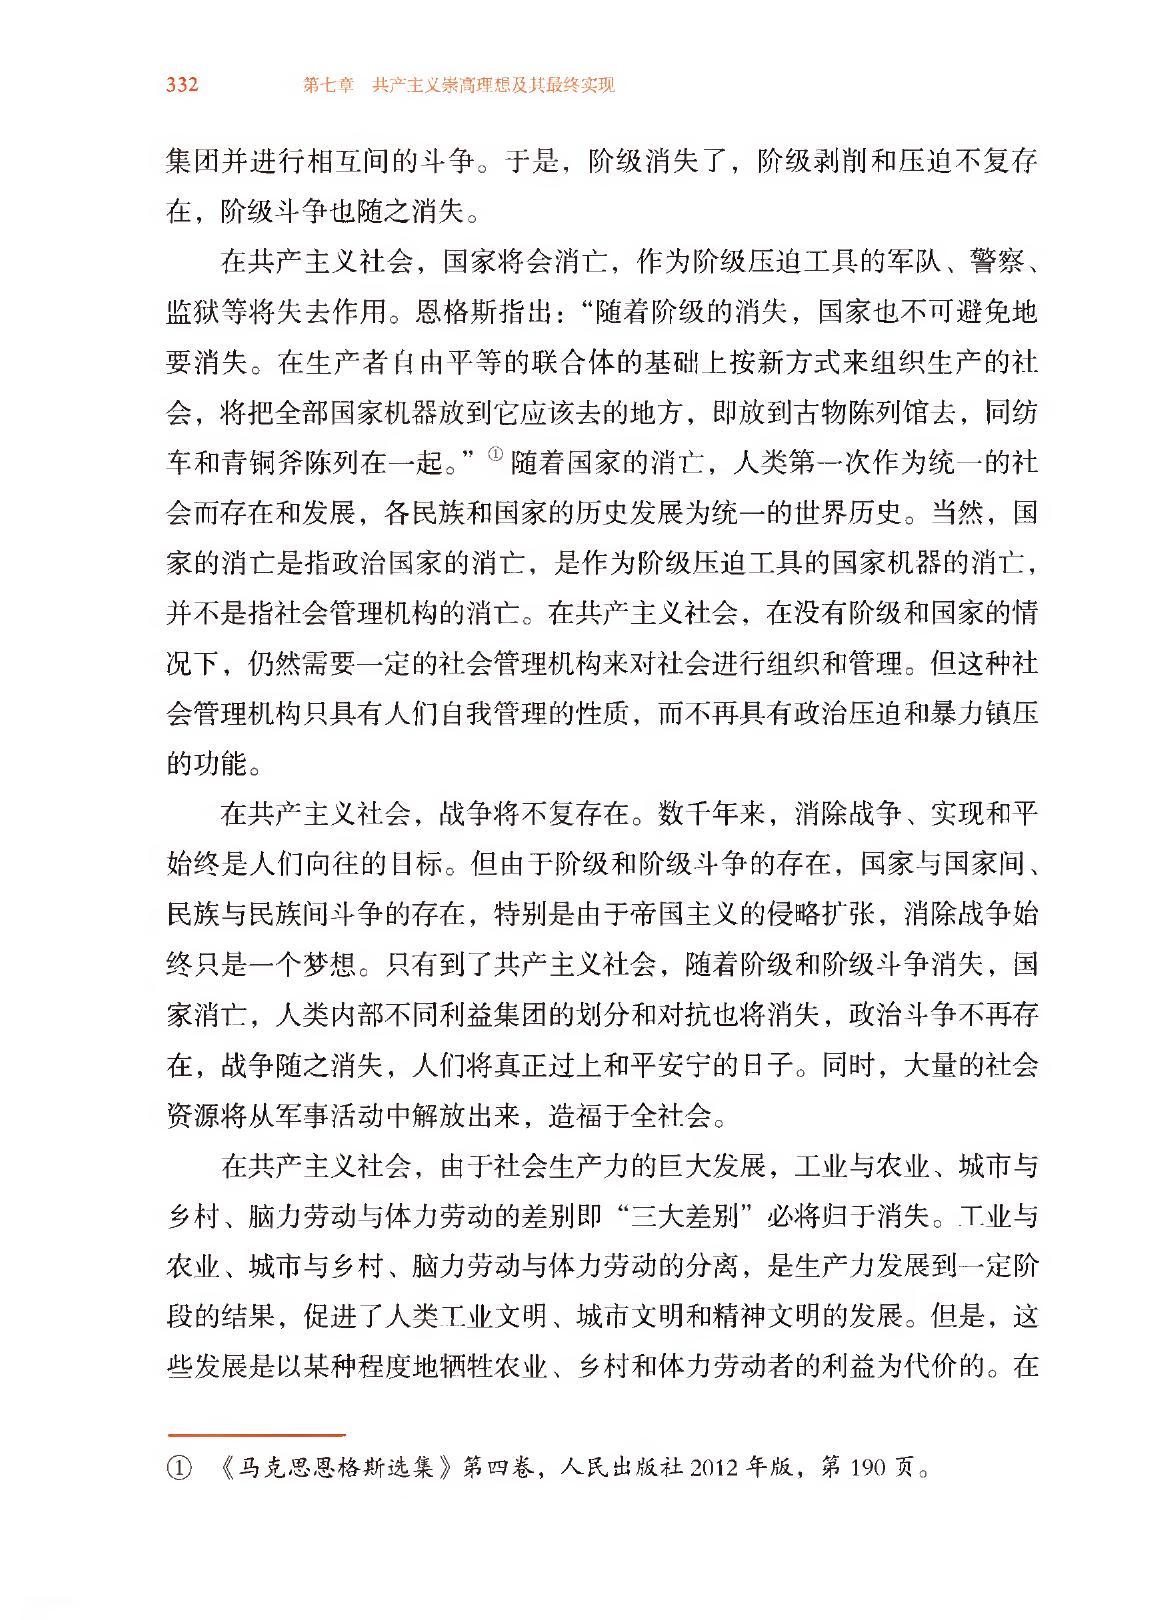 332 第七章 共产主义崇高理想及其最终实现
集团并进行相互间的斗争。于是，阶级消失了，阶级剥削和压迫不复存
在，阶级斗争也随之消失。
在共产主义社会，国家将会消亡，作为阶级压迫工具的军队、警察、
监狱等将失去作用。恩格斯指出：“随着阶级的消失，国家也不可避免地
要消失。在生产者自由平等的联合体的基础上按新方式来组织生产的社
会，将把全部国家机器放到它应该去的地方，即放到古物陈列馆去，同纺
车和青铜斧陈列在一起。”①随着国家的消亡，人类第一次作为统一的社
会而存在和发展，各民族和国家的历史发展为统一的世界历史。当然，国
家的消亡是指政治国家的消亡，是作为阶级压迫工具的国家机器的消亡，
并不是指社会管理机构的消亡。在共产主义社会，在没有阶级和国家的情
况下，仍然需要一定的社会管理机构来对社会进行组织和管理。但这种社
会管理机构只具有人们自我管理的性质，而不再具有政治压迫和暴力镇压
的功能。
在共产主义社会，战争将不复存在。数千年来，消除战争、实现和平
始终是人们向往的目标。但由于阶级和阶级斗争的存在，国家与国家间、
民族与民族间斗争的存在，特别是由于帝国主义的侵略扩张，消除战争始
终只是一个梦想。只有到了共产主义社会，随着阶级和阶级斗争消失，国
家消亡，人类内部不同利益集团的划分和对抗也将消失，政治斗争不再存
在，战争随之消失，人们将真正过上和平安宁的日子。同时，大量的社会
资源将从军事活动中解放出来，造福于全社会。
在共产主义社会，由于社会生产力的巨大发展，工业与农业、城市与
乡村、脑力劳动与体力劳动的差别即“三大差别”必将归于消失。工业与
农业、城市与乡村、脑力劳动与体力劳动的分离，是生产力发展到一定阶
段的结果，促进了人类工业文明、城市文明和精神文明的发展。但是，这
些发展是以某种程度地牺牲农业、乡村和体力劳动者的利益为代价的。在
① 《马克思恩格斯选集》第四卷，人民出版社2012年版，第190页。